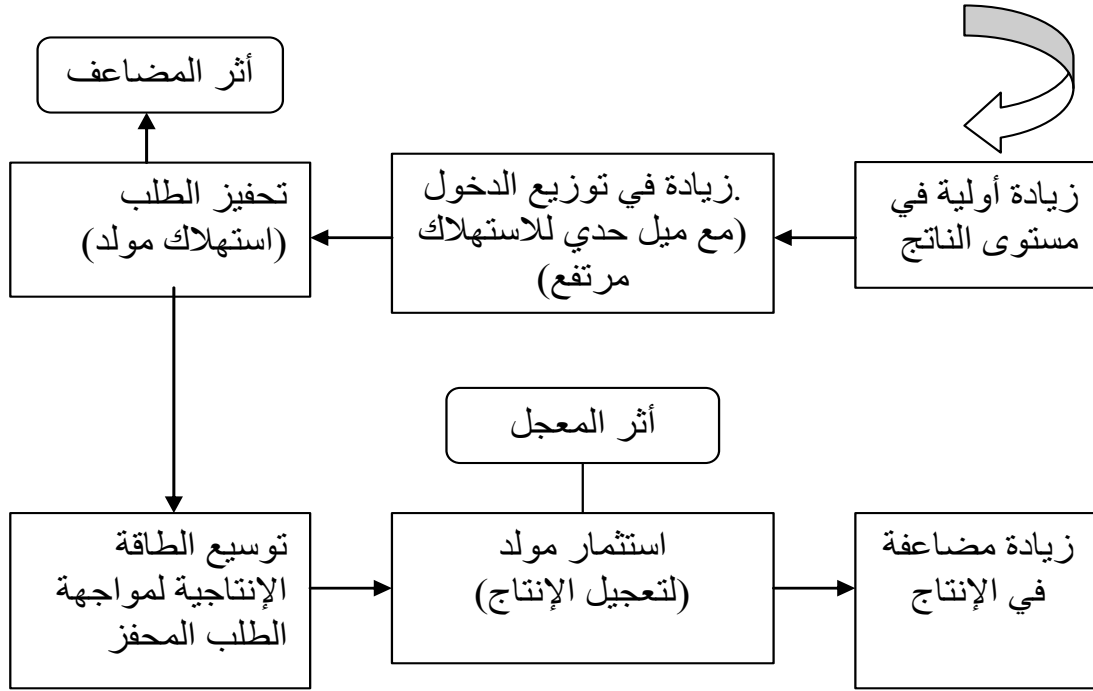 أثر المضاعف
زيادة أولية في
مستوى الناتج
.زيادة في توزيع الدخول
(مع ميل حدي للاستهلاك
مرتفع)
تحفيز الطلب
(استهلاك مولد)
أثر المعجل
توسيع الطاقة
الإنتاجية لمواجهة
الطلب المحفز
استثمار مولد
(لتعجيل الإنتاج)
زيادة مضاعفة
في الإنتاج